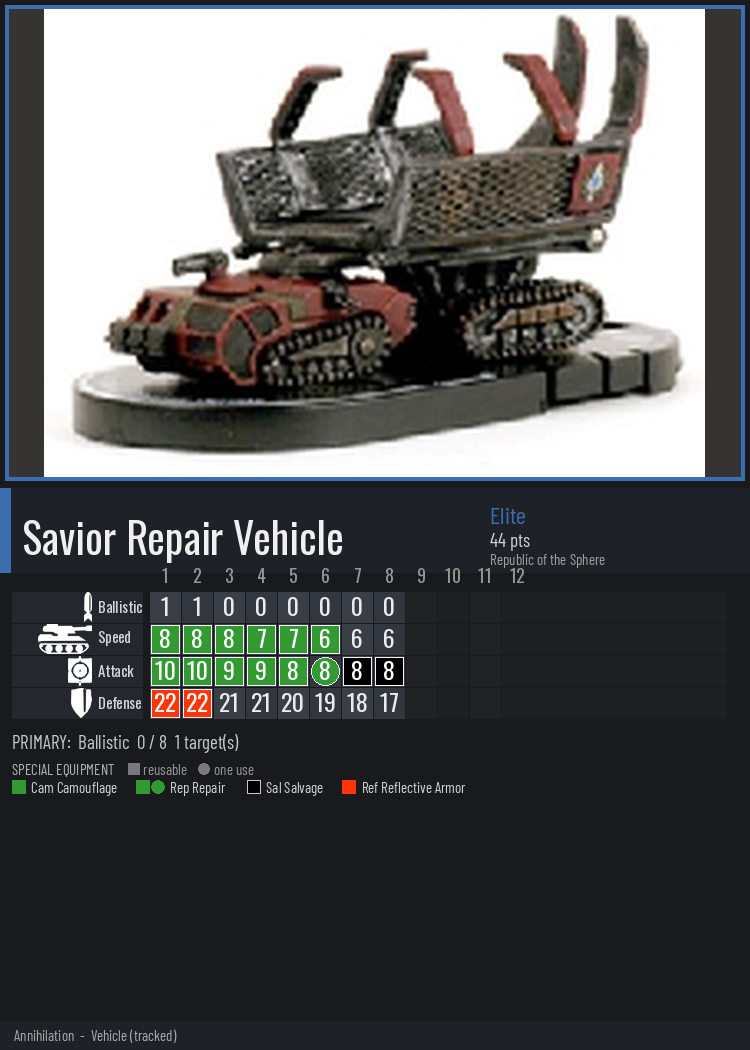 Savior Repair Vehicle
Elite
44 pts
Republic of the Sphere
1 2 3 4 5 6 7 8 9 10 11 12
Ballistic 1 1 0 0 0 0 0 0
Speed 8 8 8 7 7 6 6 6
Attack 10 10 9 9 8 8 8 8
Defense 22 22 21 21 20 19 18 17
PRIMARY: Ballistic 0 / 8 1 target(s)
SPECIAL EQUIPMENT reusable one use
Cam Camouflage Rep Repair Sal Salvage Ref Reflective Armor
Annihilation - Vehicle (tracked)